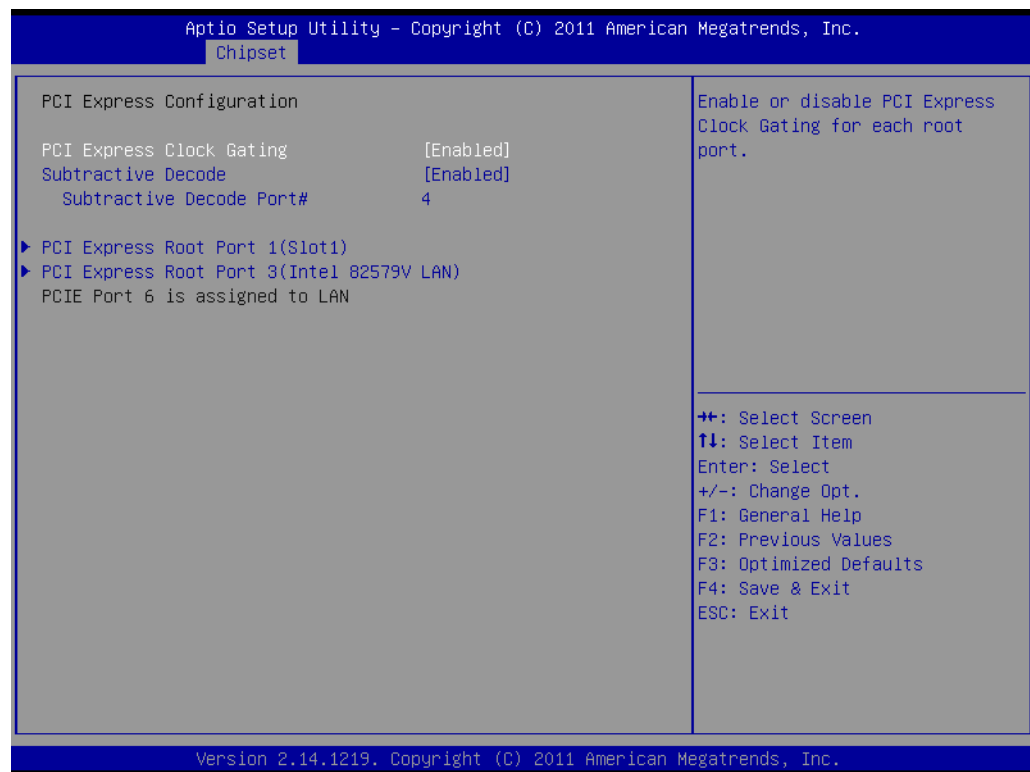 Aptio Setup Utility – Copyright (C) 2011 American Megatrends, Inc.
Chipset
PCI Express Configuration
PCI Express Clock Gating [Enabled]
Subtractive Decode [Enabled]
Subtractive Decode Port# 4
PCI Express Root Port 1(Slot1)
PCI Express Root Port 3(Intel 82579V LAN)
PCIE Port 6 is assigned to LAN
Enable or disable PCI Express
Clock Gating for each root
port.
→←: Select Screen
↑↓: Select Item
Enter: Select
+/-: Change Opt.
F1: General Help
F2: Previous Values
F3: Optimized Defaults
F4: Save & Exit
ESC: Exit
Version 2.14.1219. Copyright (C) 2011 American Megatrends, Inc.